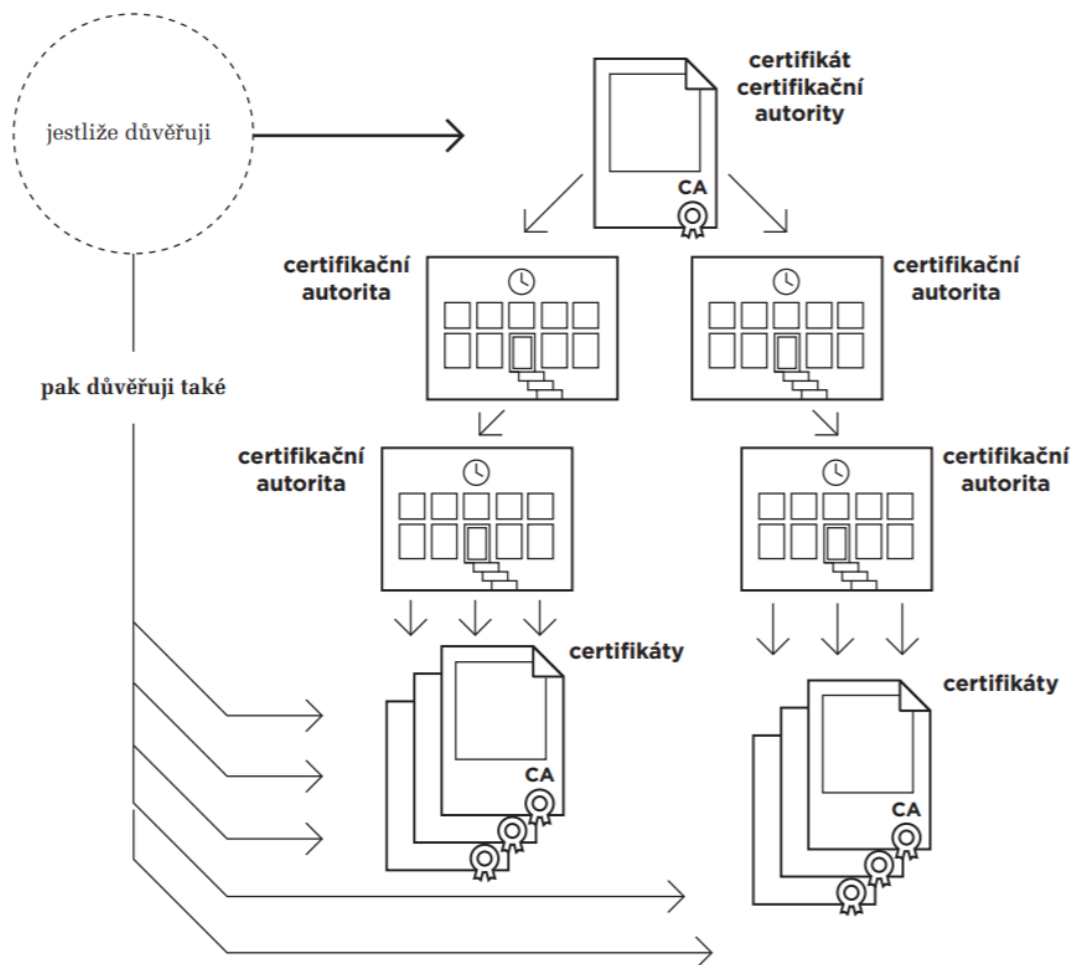 certifikát
certifikační
autority
jestliže důvěřuji
CA
certifikační
autorita
certifikační
autorita
pak důvěřuji také
certifikační
autorita
certifikační
autorita
certifikáty
certifikáty
CA
CA